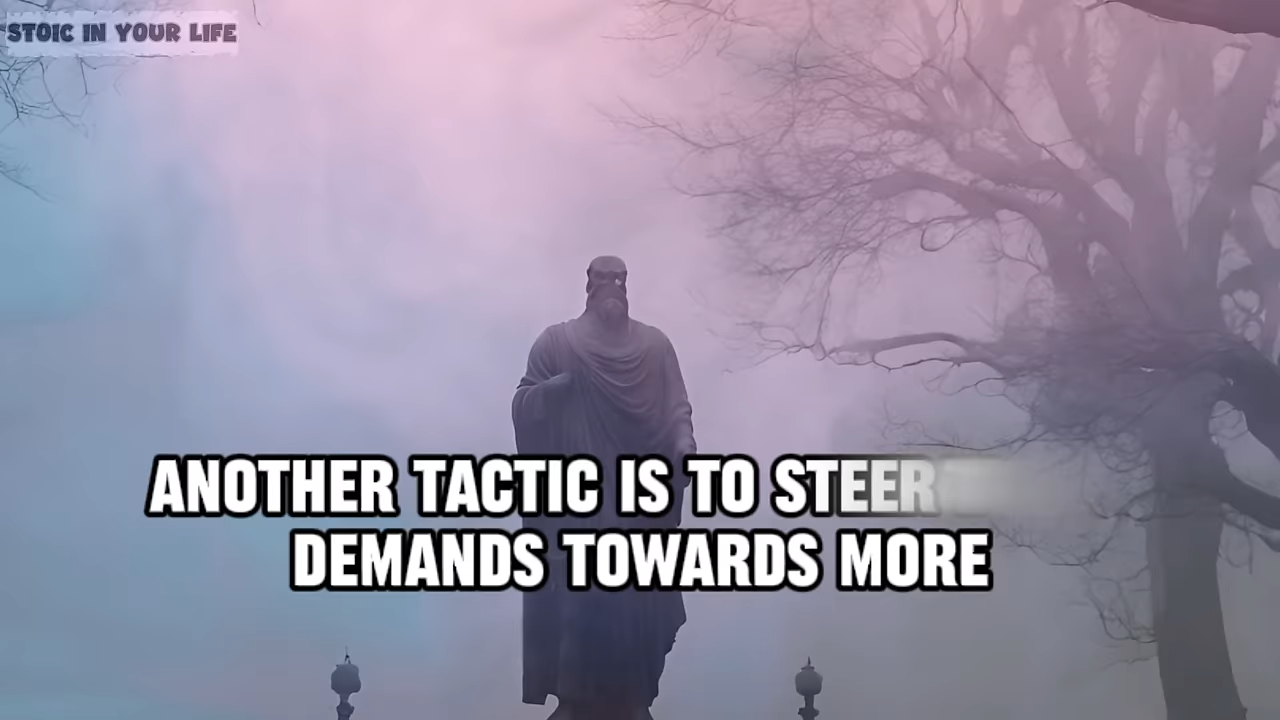 STOIC IN YOUR LIFE
ANOTHER TACTIC IS TO STEER
DEMANDS TOWARDS MORE